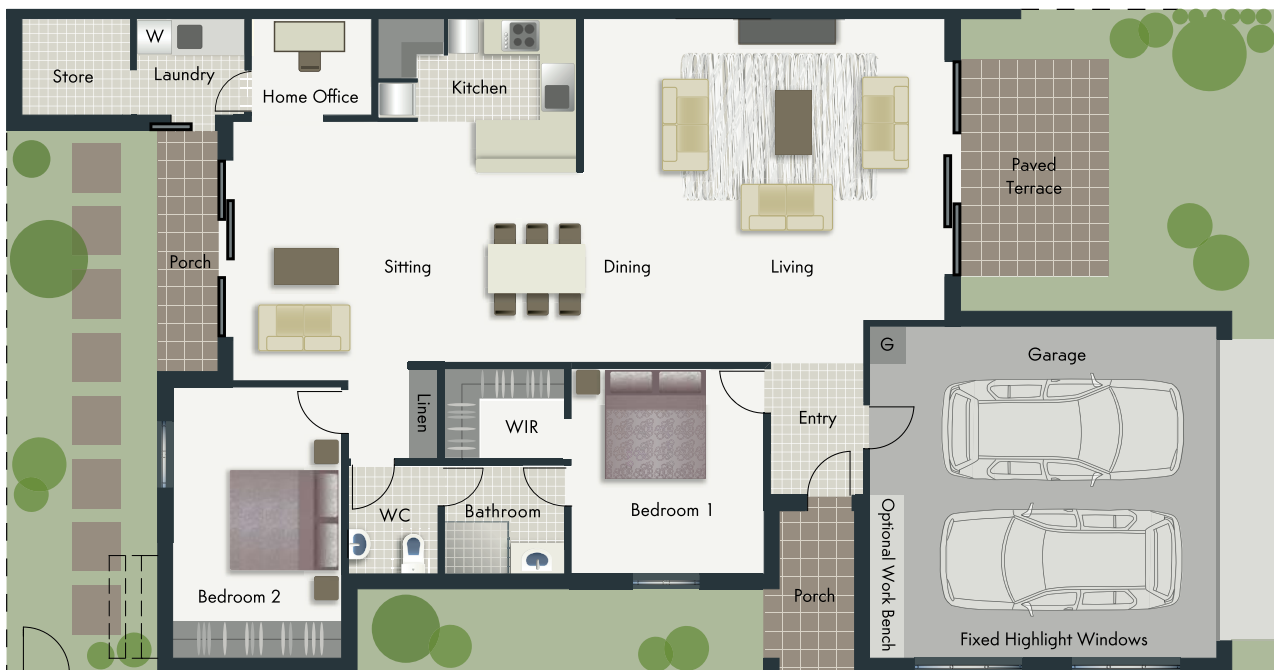 W
Store
Laundry
Home Office
Kitchen
Paved
Terrace
Porch
Sitting
Dining
Living
G
Garage
Linen
WIR
Entry
WC
Bathroom
Bedroom 1
Optional Work Bench
Bedroom 2
Porch
Fixed Highlight Windows